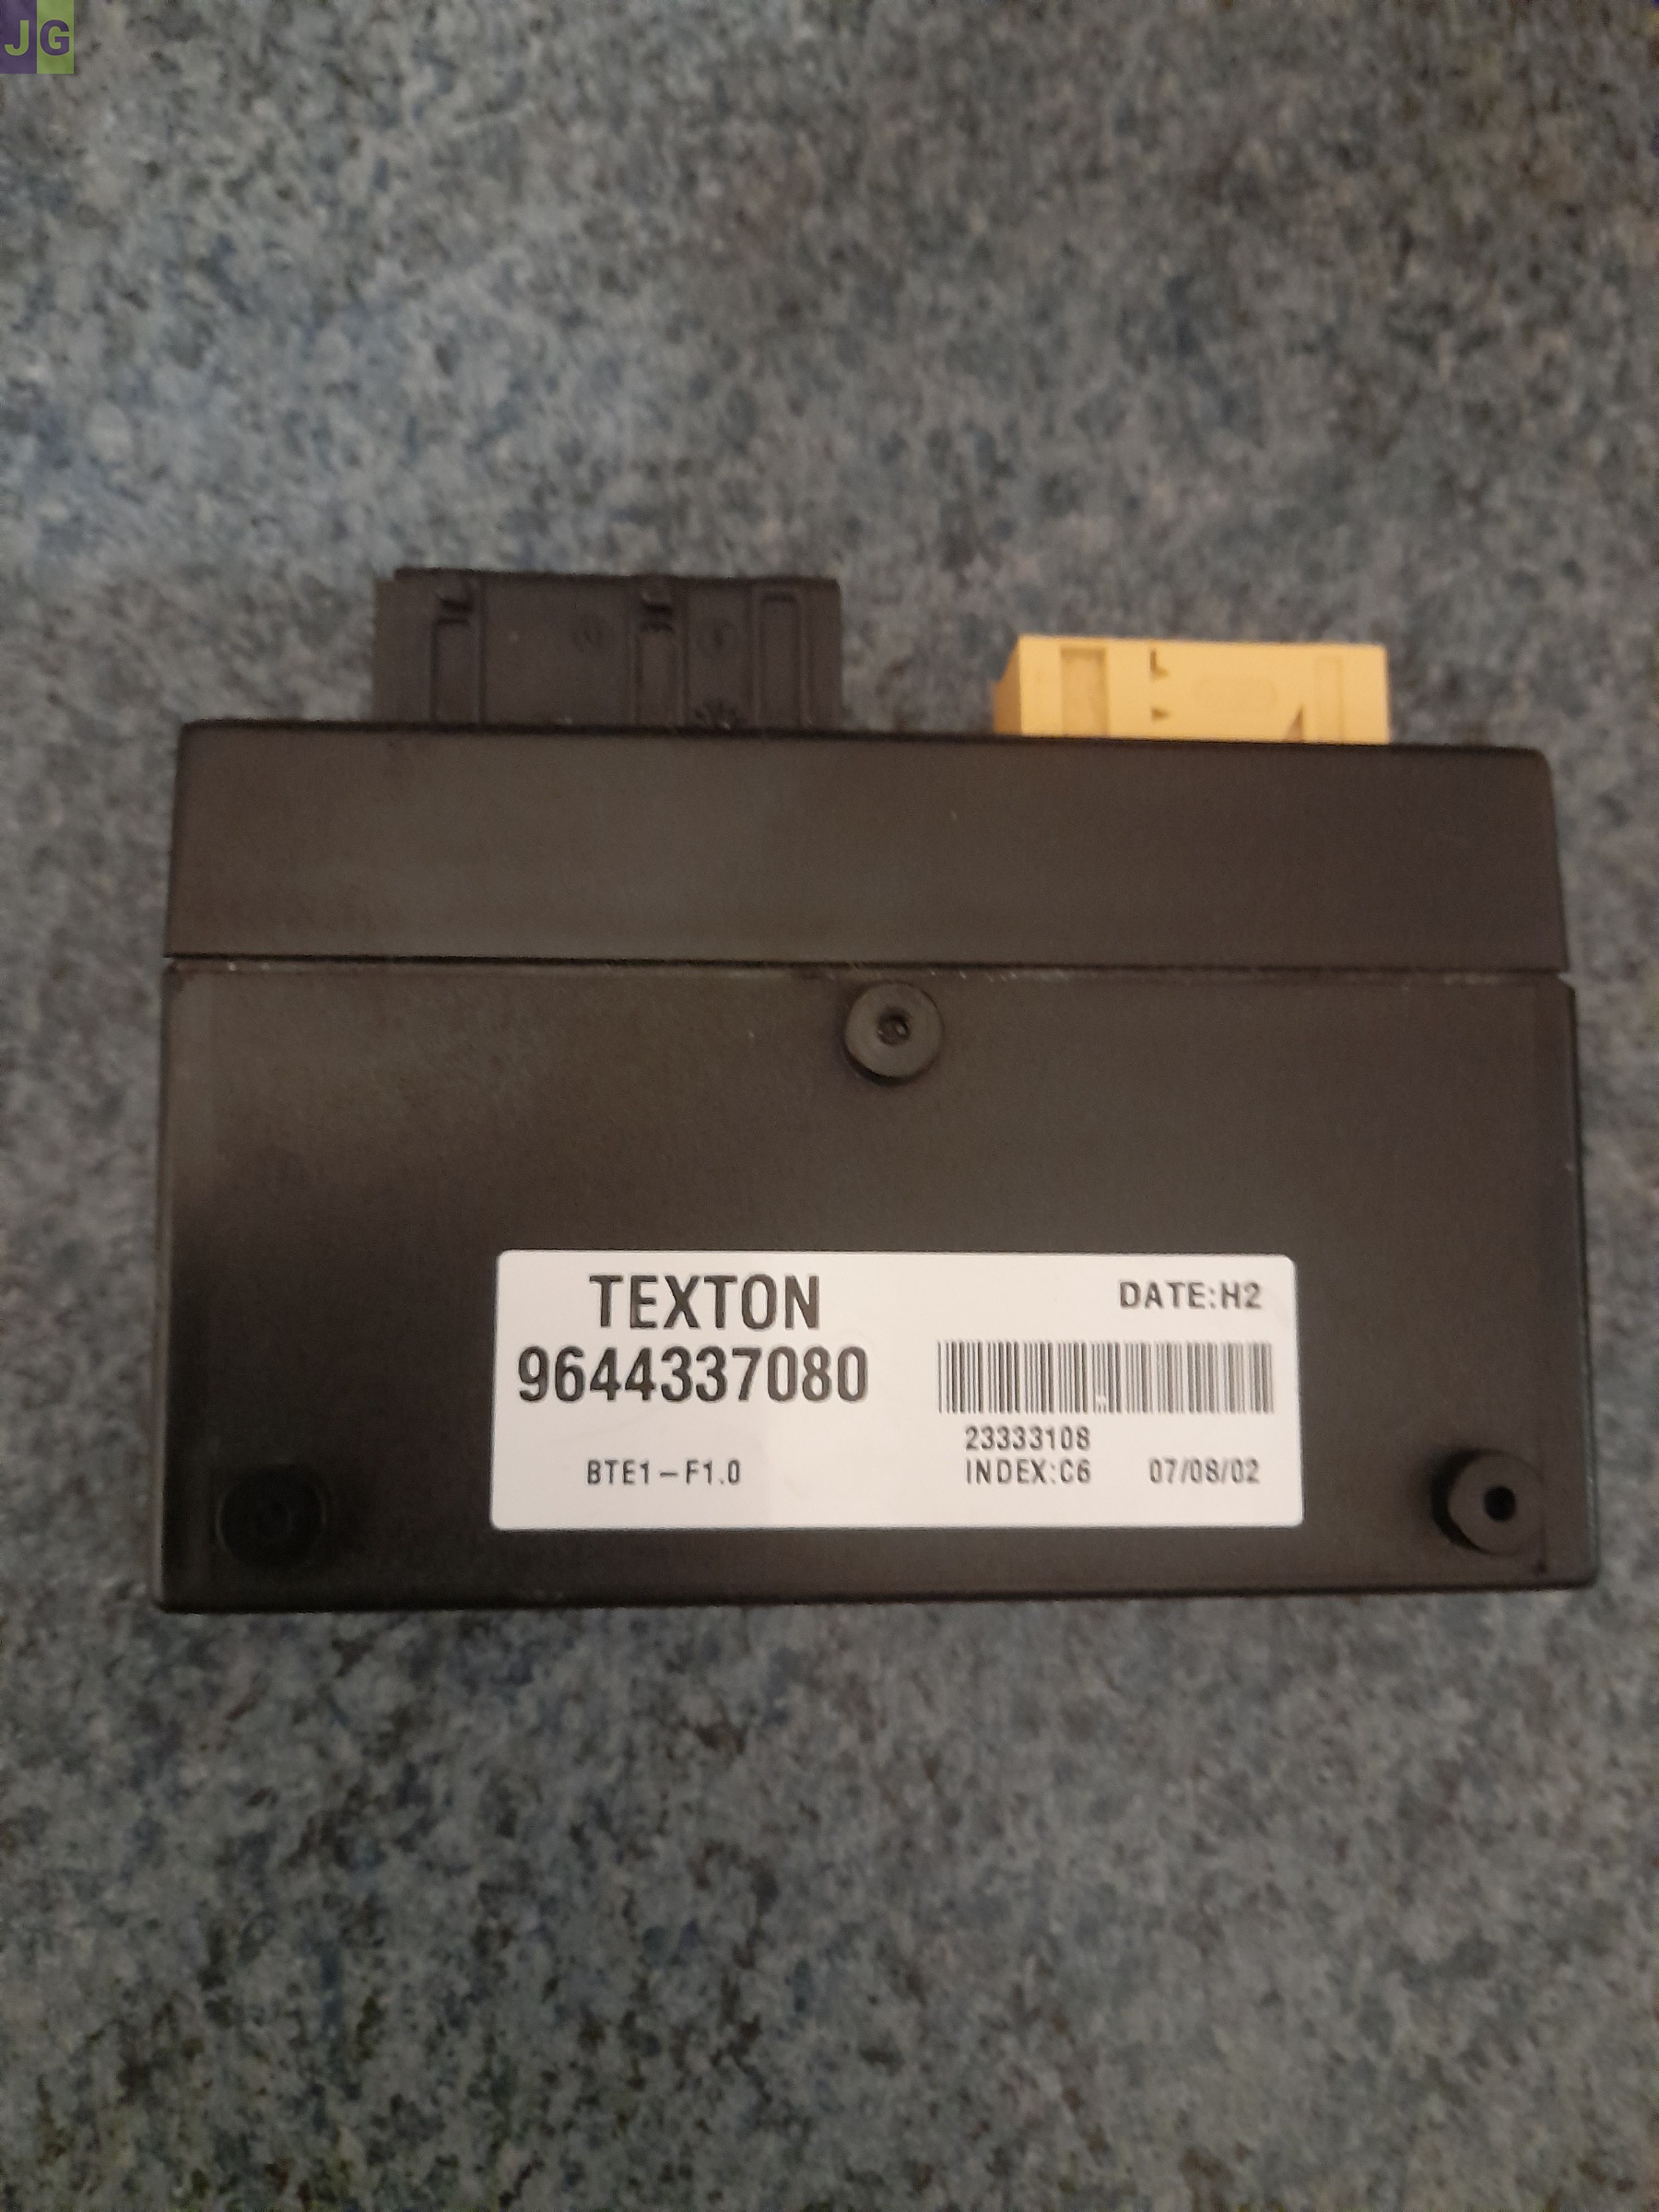 JG
TEXTON
DATE:H2
9644337080
23333108
BTE1-F1.0
INDEX:C6 07/08/02